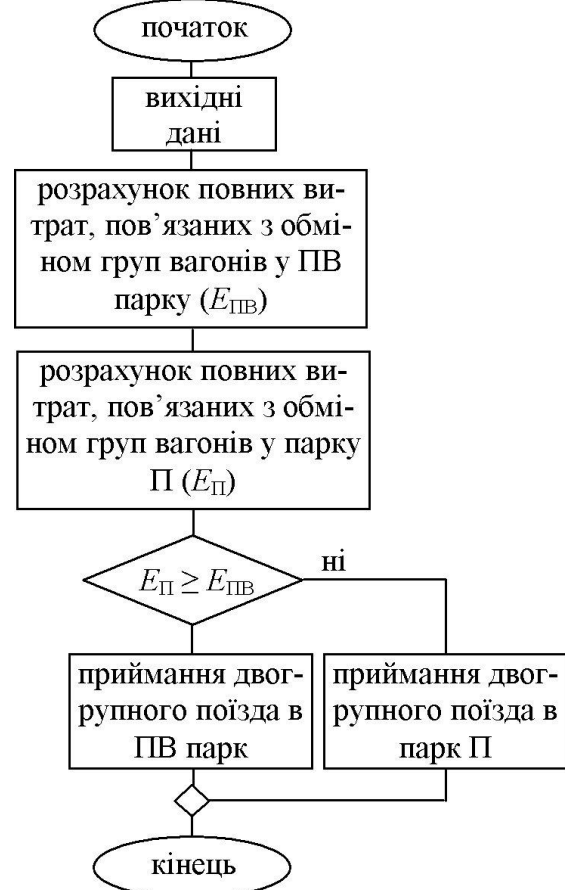 початок
вихідні
дані
розрахунок повних ви-
трат, пов’язаних з обмі-
ном груп вагонів у ПВ
парку (EПВ)
розрахунок повних ви-
трат, пов’язаних з обмі-
ном груп вагонів у парку
П (EП)
EП ≥ EПВ
ні
приймання двог-
рупного поїзда в
ПВ парк
приймання двог-
рупного поїзда в
парк П
кінець